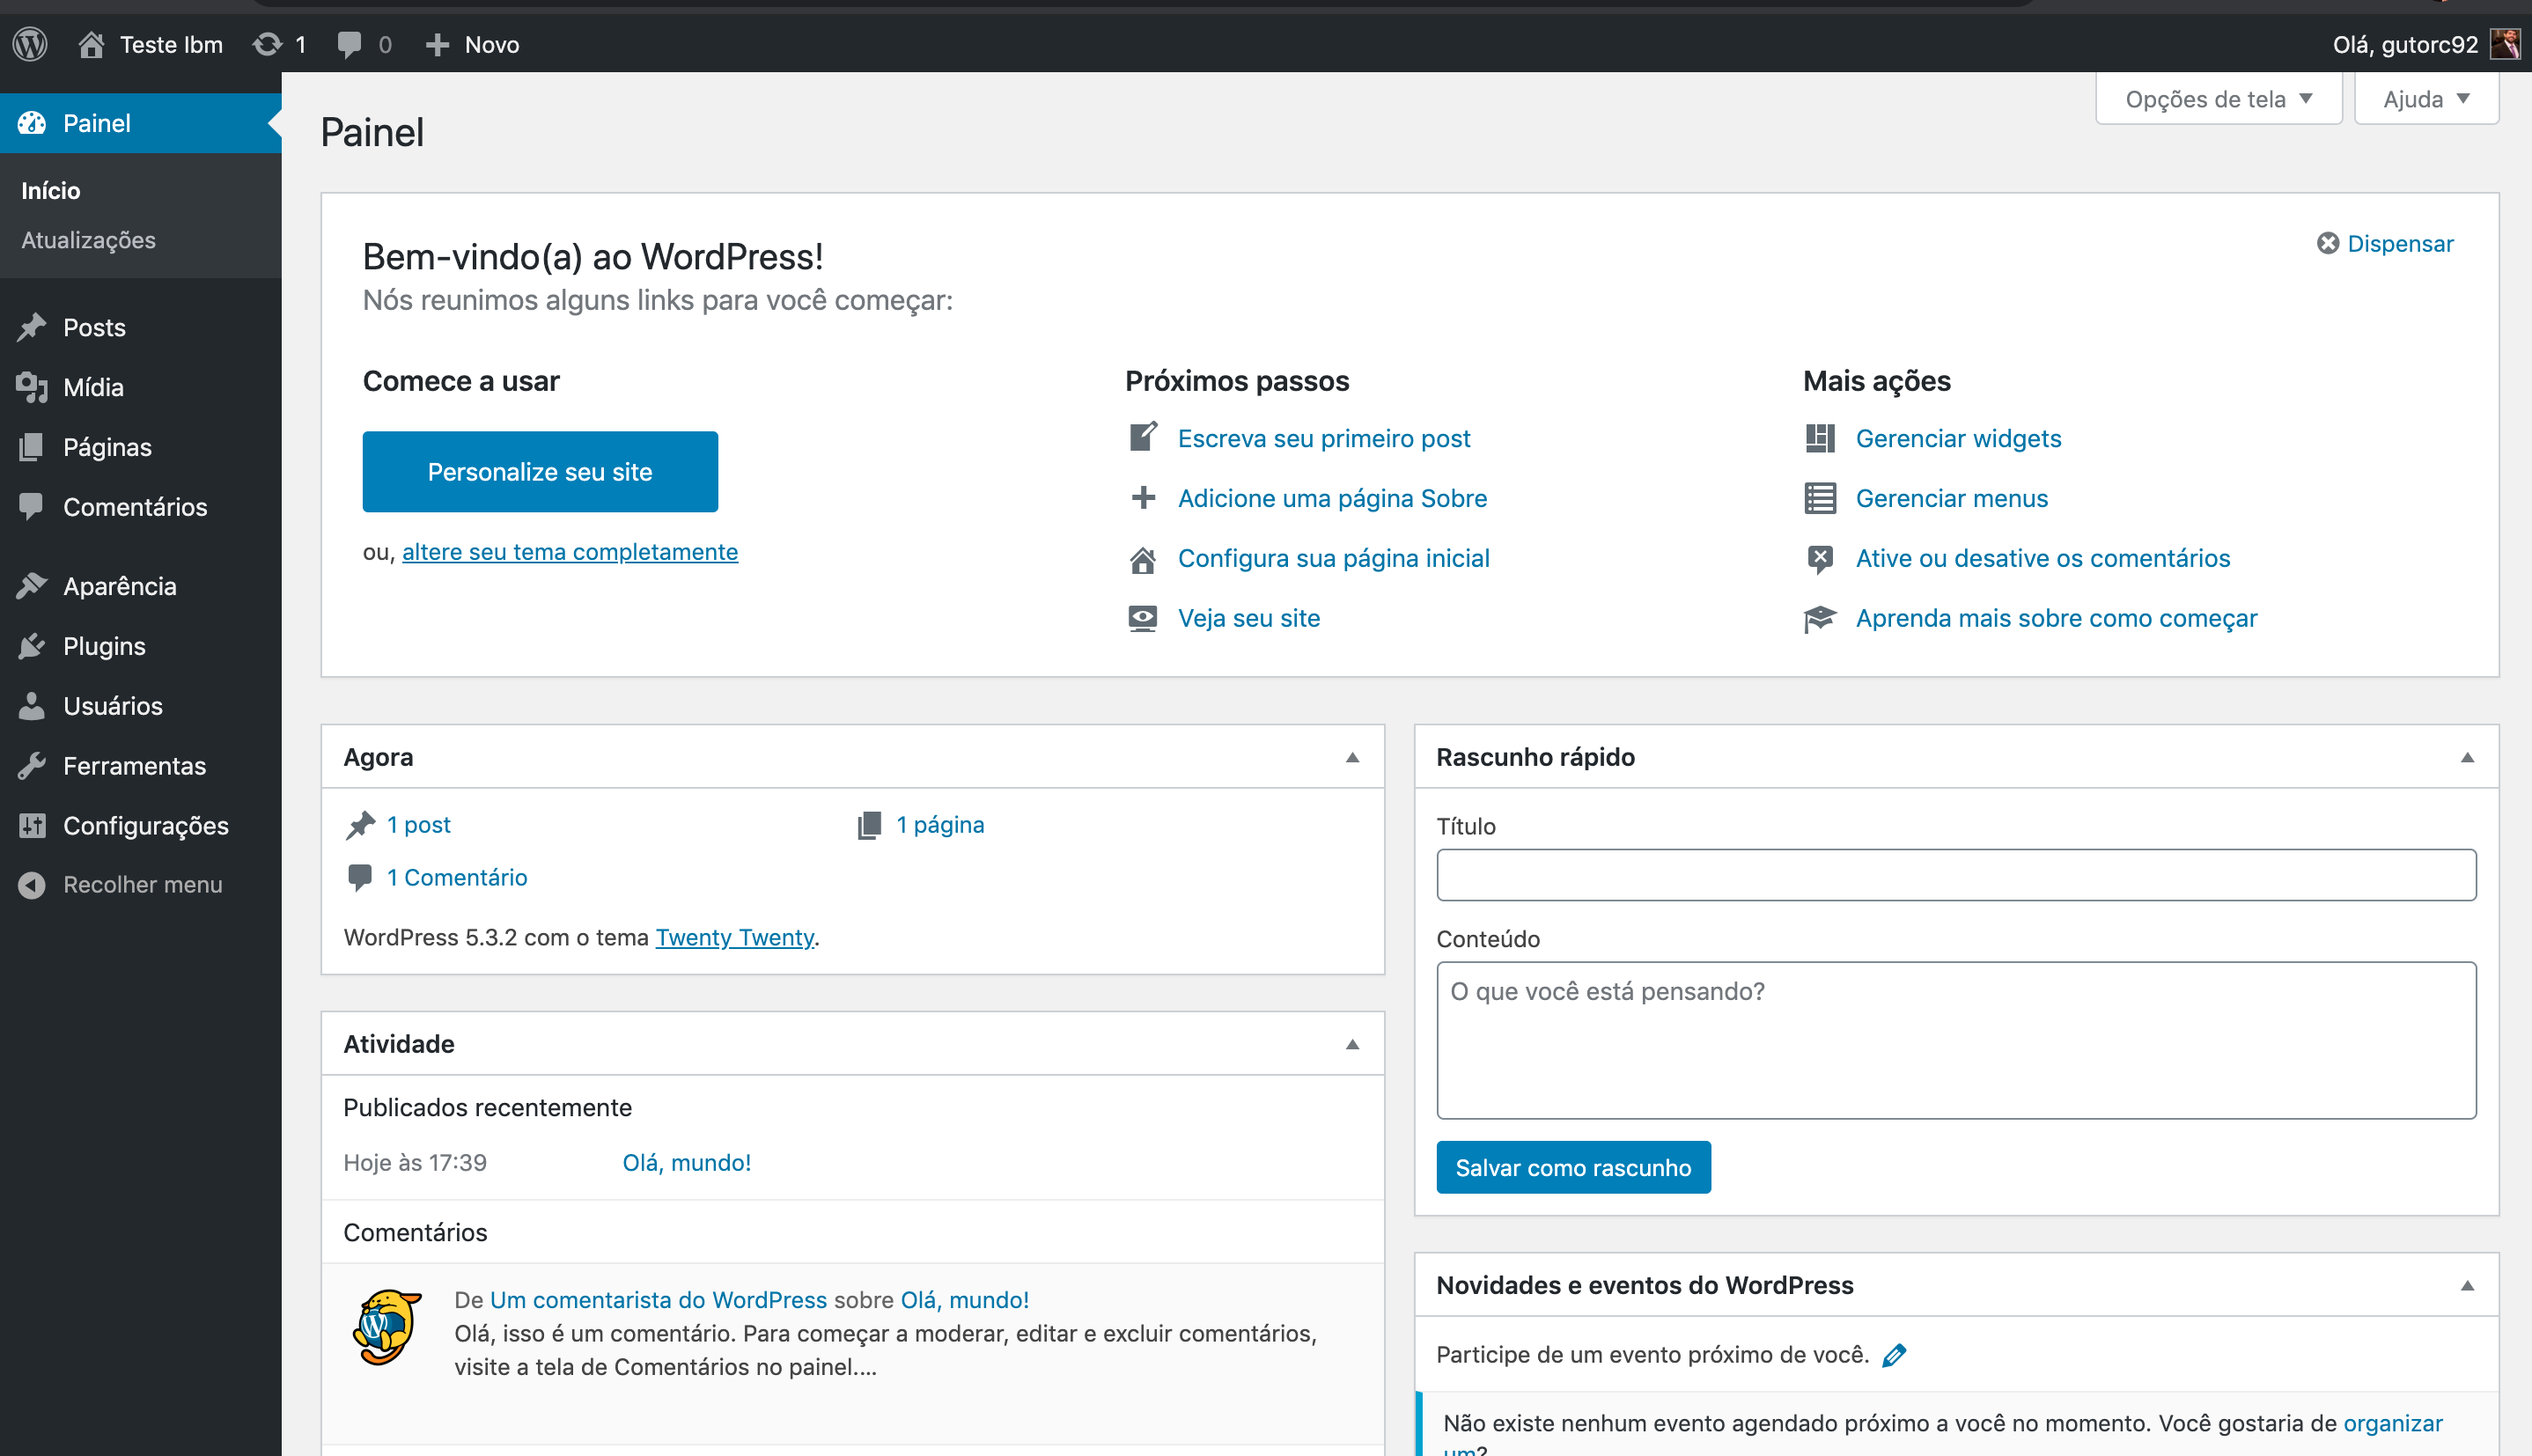 Teste Ibm
1
0
Novo
Olá, gutorc92
Painel
Início
Atualizações
Posts
Mídia
Páginas
Comentários
Aparência
Plugins
Usuários
Ferramentas
Configurações
Recolher menu
Opções de tela
Ajuda
Painel
Bem-vindo(a) ao WordPress!
Dispensar
Nós reunimos alguns links para você começar:
Comece a usar
Personalize seu site
ou, altere seu tema completamente
Próximos passos
Escreva seu primeiro post
Adicione uma página Sobre
Configura sua página inicial
Veja seu site
Mais ações
Gerenciar widgets
Gerenciar menus
Ative ou desative os comentários
Aprenda mais sobre como começar
Agora
1 post
1 página
1 Comentário
WordPress 5.3.2 com o tema Twenty Twenty.
Atividade
Publicados recentemente
Hoje às 17:39
Olá, mundo!
Comentários
De Um comentarista do WordPress sobre Olá, mundo!
Olá, isso é um comentário. Para começar a moderar, editar e excluir comentários,
visite a tela de Comentários no painel.…
Rascunho rápido
Título
Conteúdo
O que você está pensando?
Salvar como rascunho
Novidades e eventos do WordPress
Participe de um evento próximo de você.
Não existe nenhum evento agendado próximo a você no momento. Você gostaria de organizar
um?